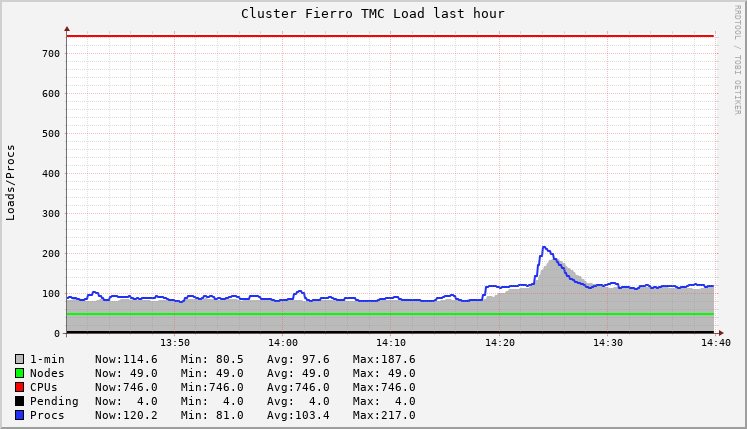 Cluster Fierro TMC Load last hour
RRDTOOL / TOBI OETIKER
Loads/Procs
700
600
500
400
300
200
100
0
13:50 14:00 14:10 14:20 14:30 14:40
1-min Now:114.6 Min: 80.5 Avg: 97.6 Max:187.6
Nodes Now: 49.0 Min: 49.0 Avg: 49.0 Max: 49.0
CPUs Now:746.0 Min:746.0 Avg:746.0 Max:746.0
Pending Now: 4.0 Min: 4.0 Avg: 4.0 Max: 4.0
Procs Now:120.2 Min: 81.0 Avg:103.4 Max:217.0